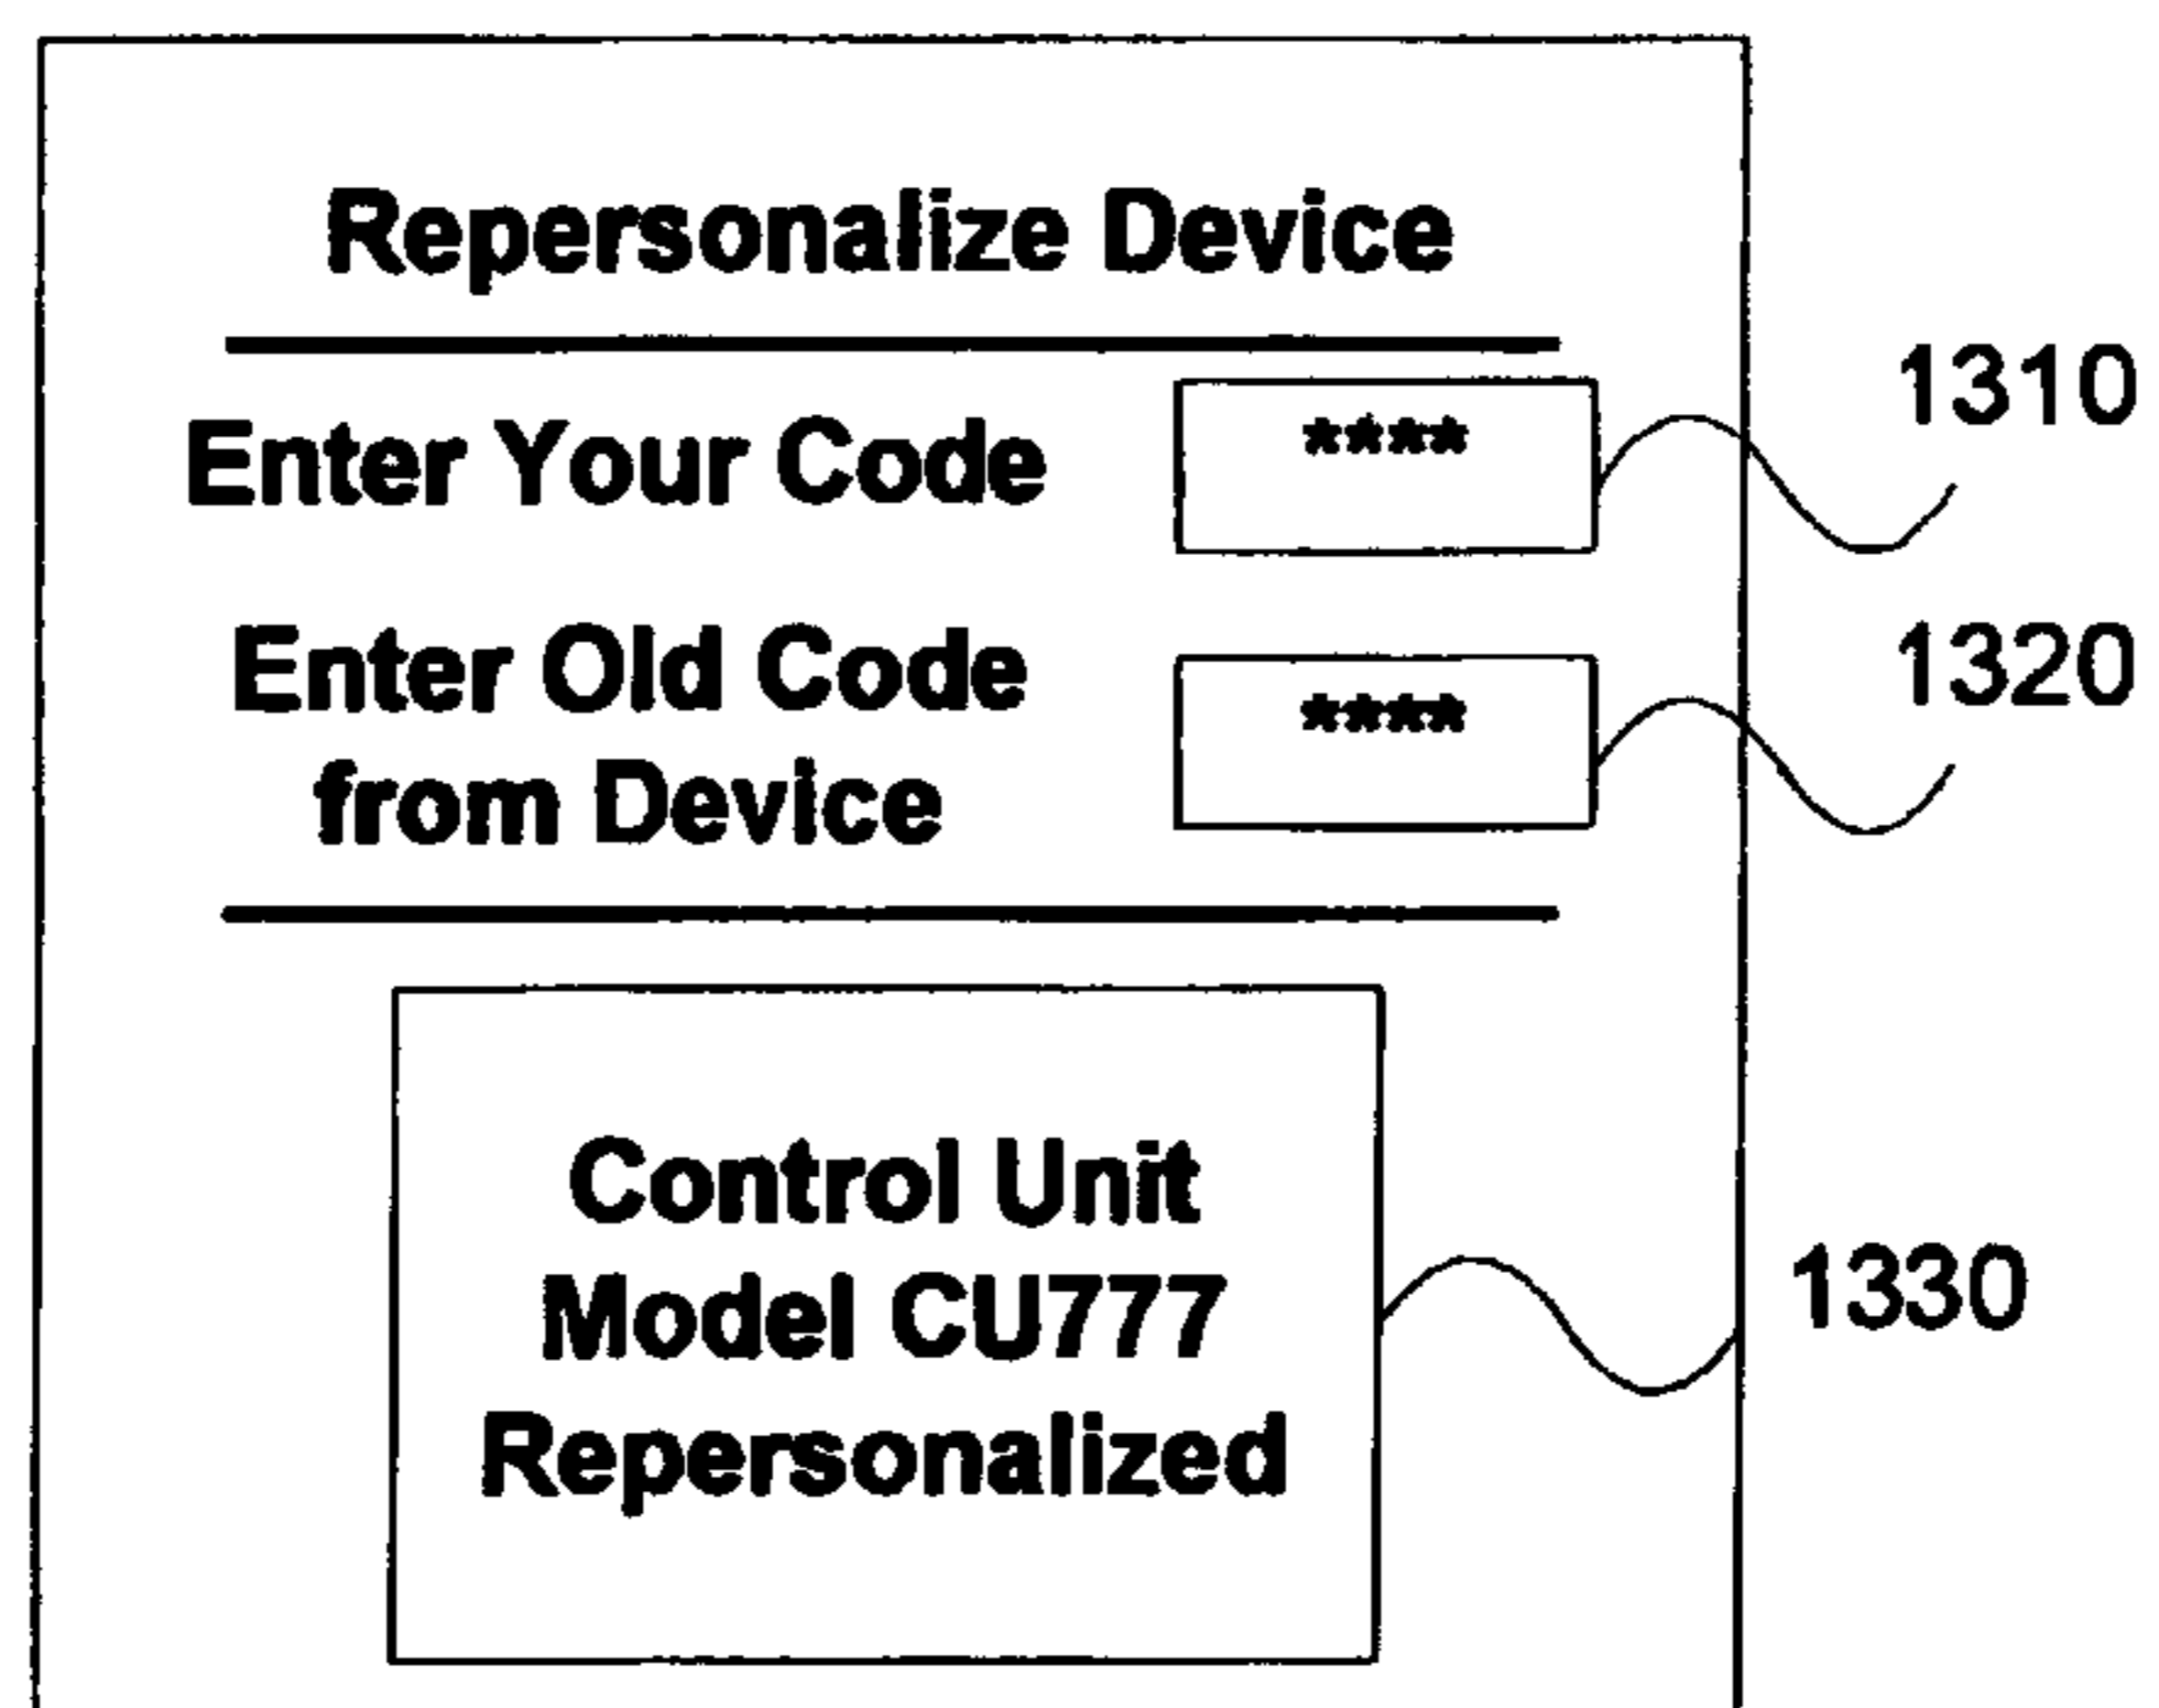 Repersonalize Device
Enter Your Code **** 1310
Enter Old Code
from Device **** 1320
Control Unit
Model CU777
Repersonalized
1330